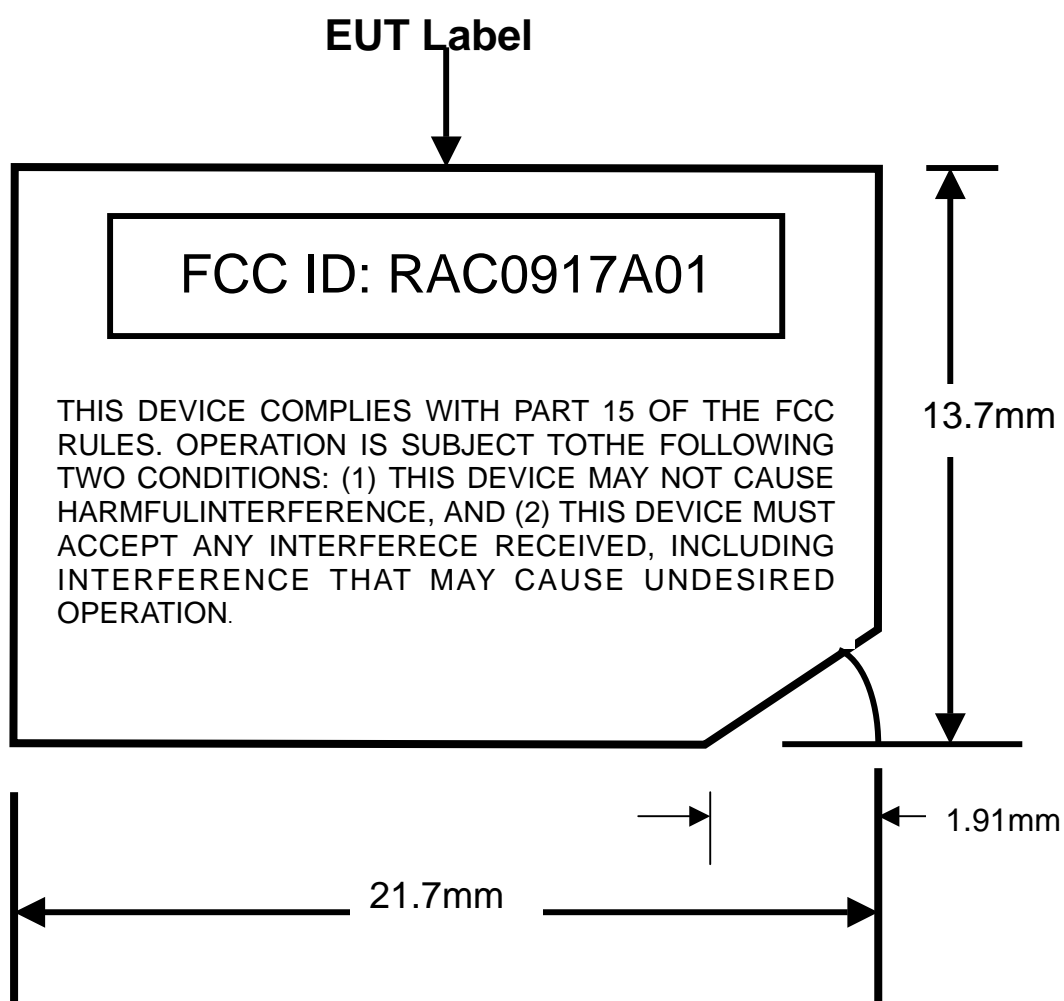 EUT Label
FCC ID: RAC0917A01
THIS DEVICE COMPLIES WITH PART 15 OF THE FCC
RULES. OPERATION IS SUBJECT TOTHE FOLLOWING
TWO CONDITIONS: (1) THIS DEVICE MAY NOT CAUSE
HARMFULINTERFERENCE, AND (2) THIS DEVICE MUST
ACCEPT ANY INTERFERECE RECEIVED, INCLUDING
INTERFERENCE THAT MAY CAUSE UNDESIRED
OPERATION.
13.7mm
1.91mm
21.7mm